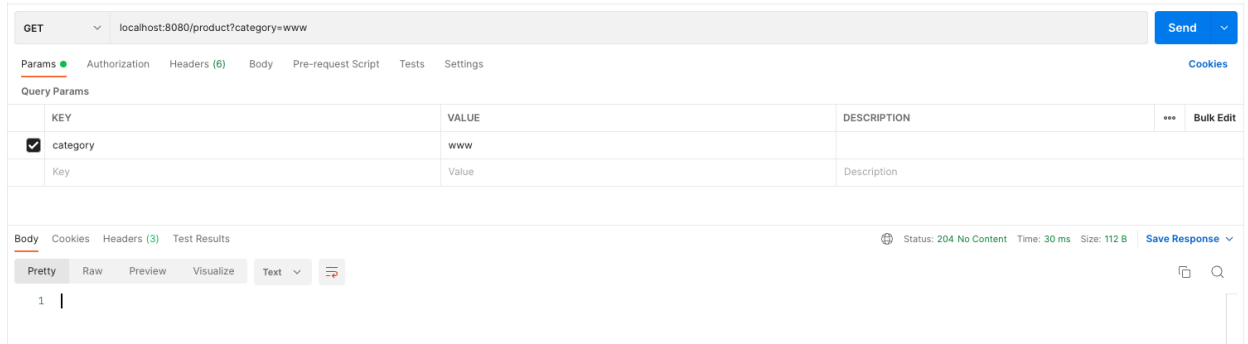 GET localhost:8080/product?category=www Send
Params Authorization Headers (6) Body Pre-request Script Tests Settings Cookies
Query Params
KEY VALUE DESCRIPTION ooo Bulk Edit
category www
Key Value Description
Body Cookies Headers (3) Test Results Status: 204 No Content Time: 30 ms Size: 112 B Save Response
Pretty Raw Preview Visualize Text
1